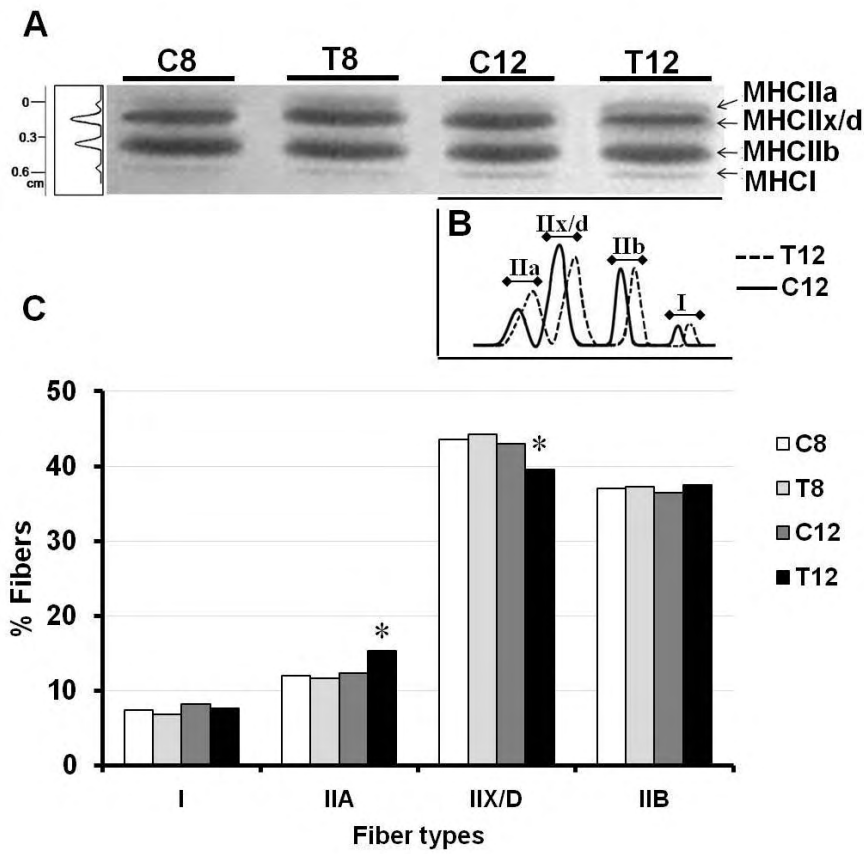 A
C8 T8 C12 T12
0
0.3
0.6
cm
MHCIIa
MHCIIx/d
MHCIIb
MHCI
B
IIa IIx/d IIb I
T12
C12
C
% Fibers
50
40
30
20
10
0
* *
I IIA IIX/D IIB
Fiber types
C8
T8
C12
T12